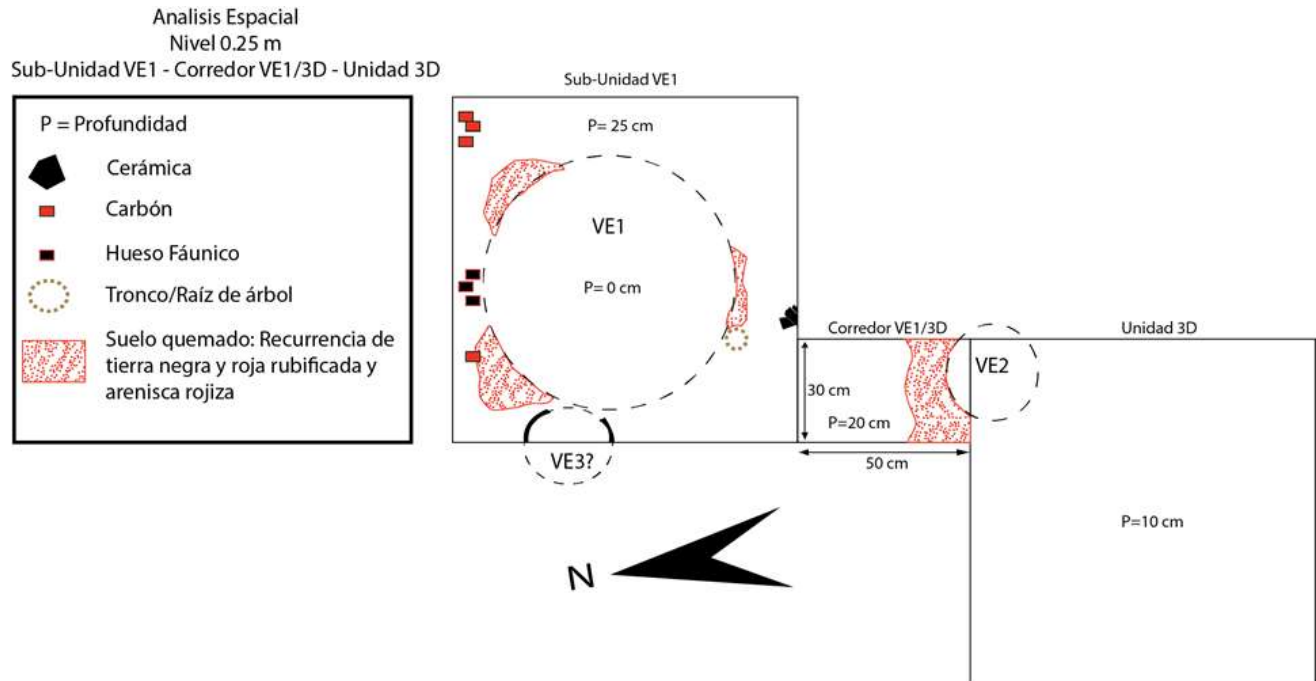 Analisis Espacial
Nivel 0.25 m
Sub-Unidad VE1 - Corredor VE1/3D - Unidad 3D
P = Profundidad
Cerámica
Carbón
Hueso Fáunico
Tronco/Raíz de árbol
Suelo quemado: Recurrencia de
tierra negra y roja rubificada y
arenisca rojiza
Sub-Unidad VE1
P= 25 cm
VE1
P= 0 cm
VE3?
Corredor VE1/3D
30 cm
P=20 cm
50 cm
VE2
Unidad 3D
P=10 cm
N